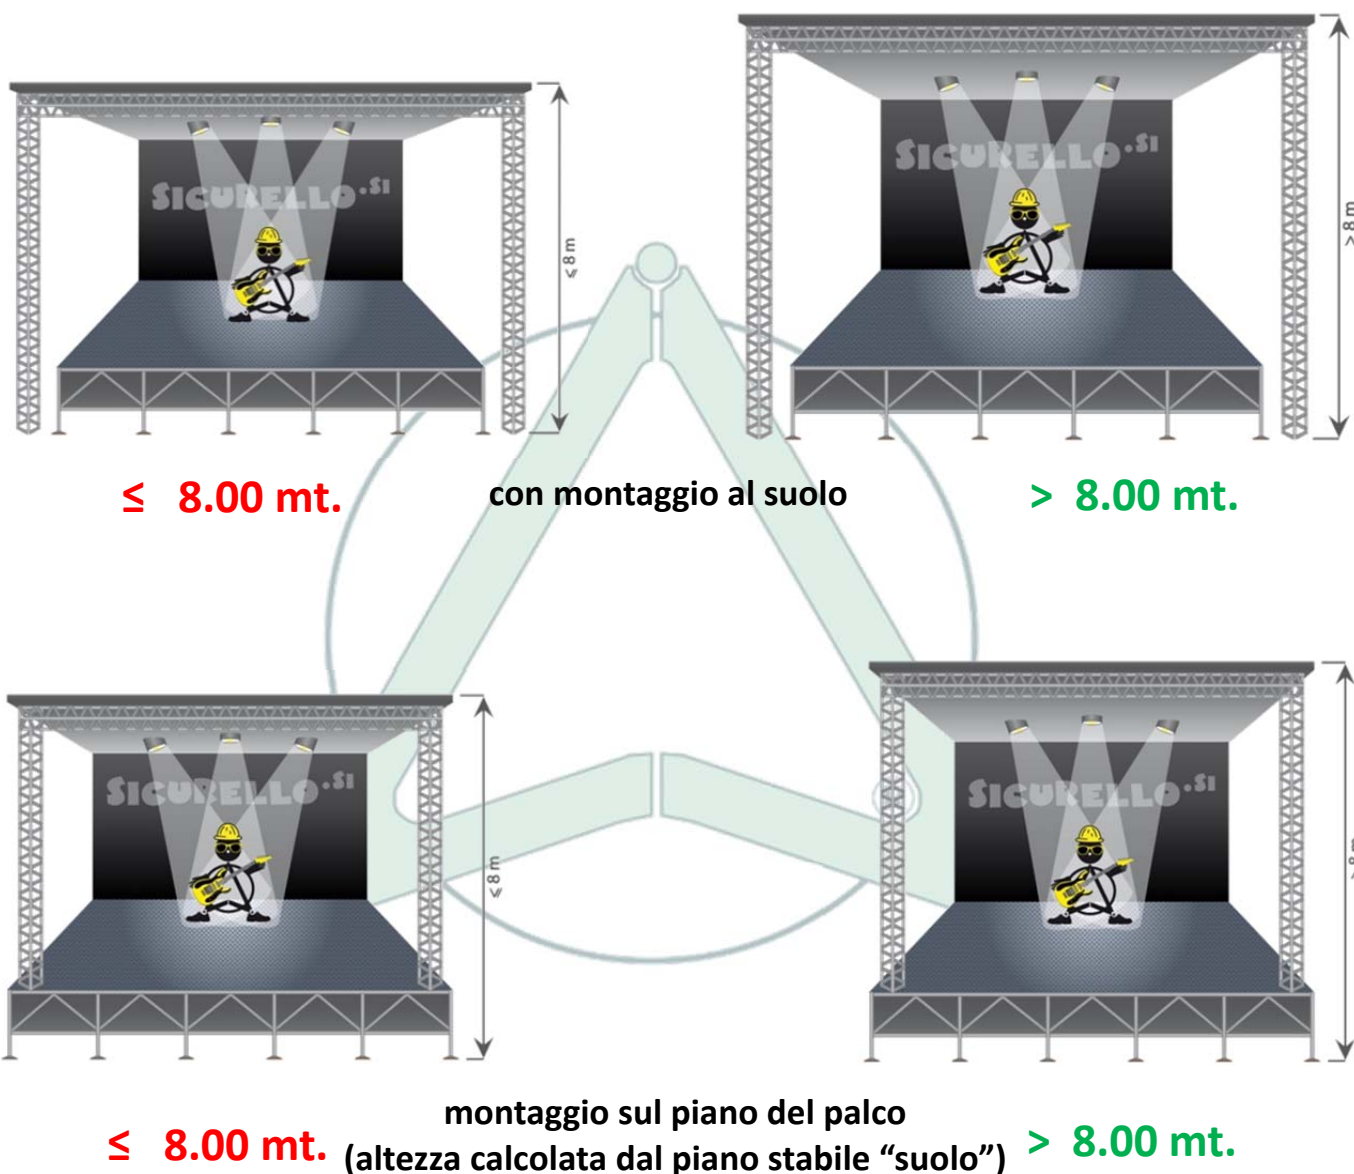 SICURELLO.SI
≤ 8 m
SICURELLO.SI
> 8 m
≤ 8.00 mt.
con montaggio al suolo
> 8.00 mt.
SICURELLO.SI
≤ 8 m
SICURELLO.SI
> 8 m
≤ 8.00 mt.
montaggio sul piano del palco
(altezza calcolata dal piano stabile “suolo”)
> 8.00 mt.